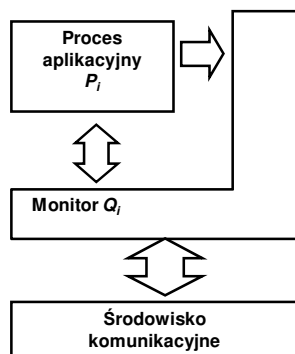 Proces
aplikacyjny
Pi
Monitor Qi
Środowisko
komunikacyjne